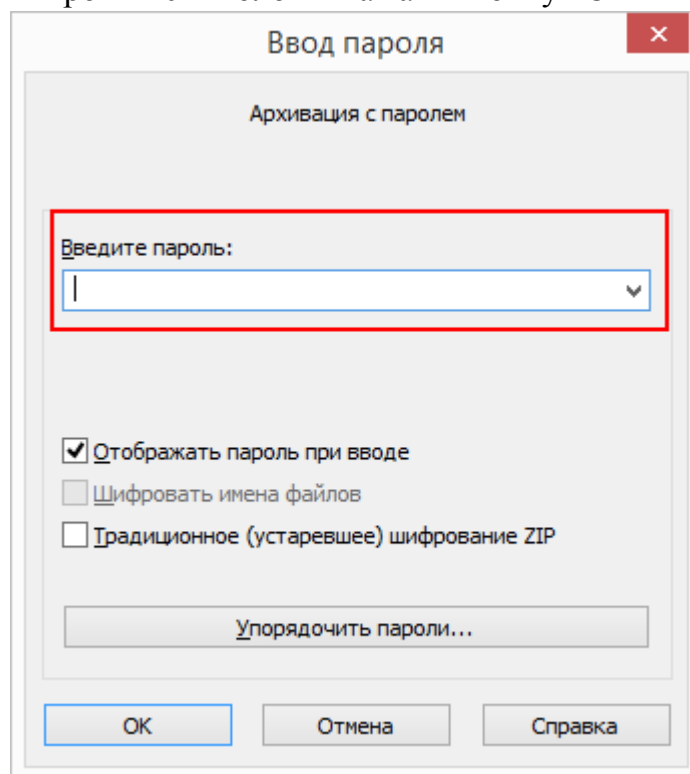 Ввод пароля
Архивация с паролем
Введите пароль:
Отображать пароль при вводе
Шифровать имена файлов
Традиционное (устаревшее) шифрование ZIP
Упорядочить пароли...
ОК
Отмена
Справка